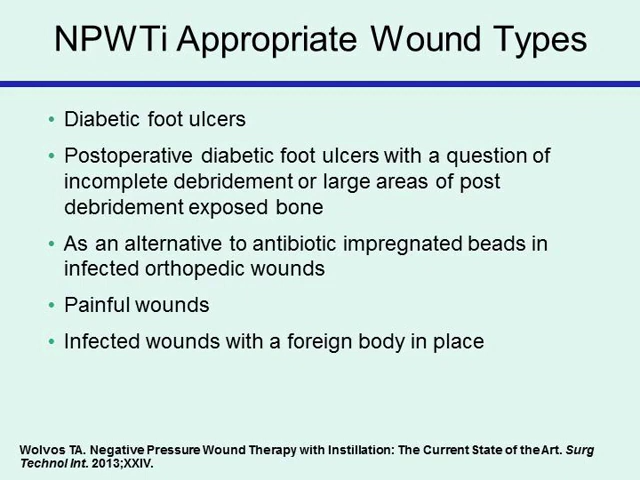 NPWTi Appropriate Wound Types
• Diabetic foot ulcers
• Postoperative diabetic foot ulcers with a question of
incomplete debridement or large areas of post
debridement exposed bone
• As an alternative to antibiotic impregnated beads in
infected orthopedic wounds
• Painful wounds
• Infected wounds with a foreign body in place
Wolvos TA. Negative Pressure Wound Therapy with Instillation: The Current State of the Art. Surg
Technol Int. 2013;XXIV.